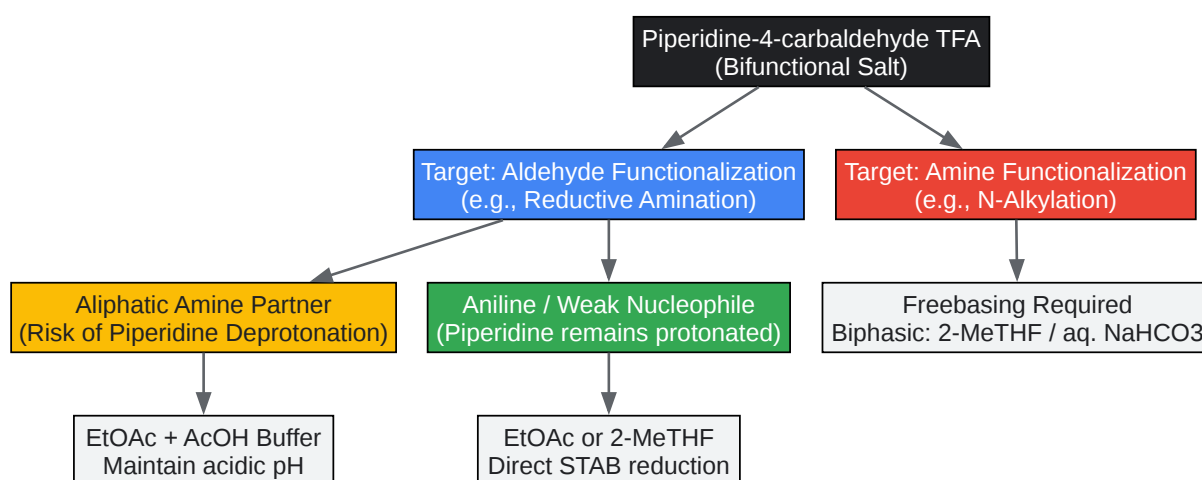 Piperidine-4-carbaldehyde TFA
(Bifunctional Salt)
Target: Aldehyde Functionalization
(e.g., Reductive Amination)
Target: Amine Functionalization
(e.g., N-Alkylation)
Aliphatic Amine Partner
(Risk of Piperidine Deprotonation)
Aniline / Weak Nucleophile
(Piperidine remains protonated)
Freebasing Required
Biphasic: 2-MeTHF / aq. NaHCO3
EtOAc + AcOH Buffer
Maintain acidic pH
EtOAc or 2-MeTHF
Direct STAB reduction